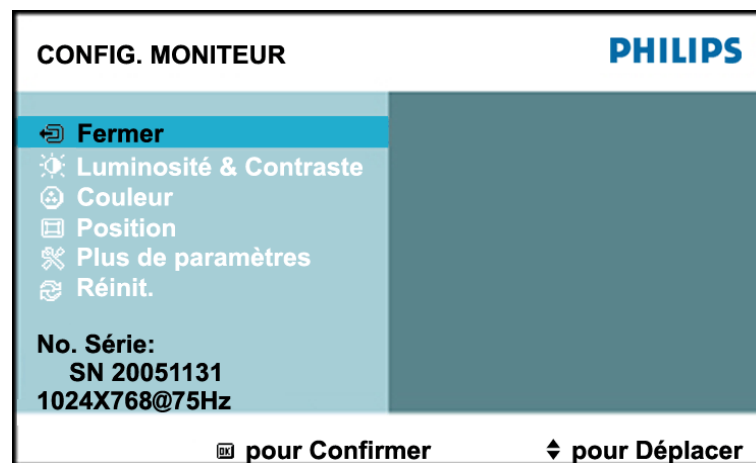 CONFIG. MONITEUR
PHILIPS
Fermer
Luminosité & Contraste
Couleur
Position
Plus de paramètres
Réinit.
No. Série:
SN 20051131
1024X768@75Hz
OK pour Confirmer
pour Déplacer